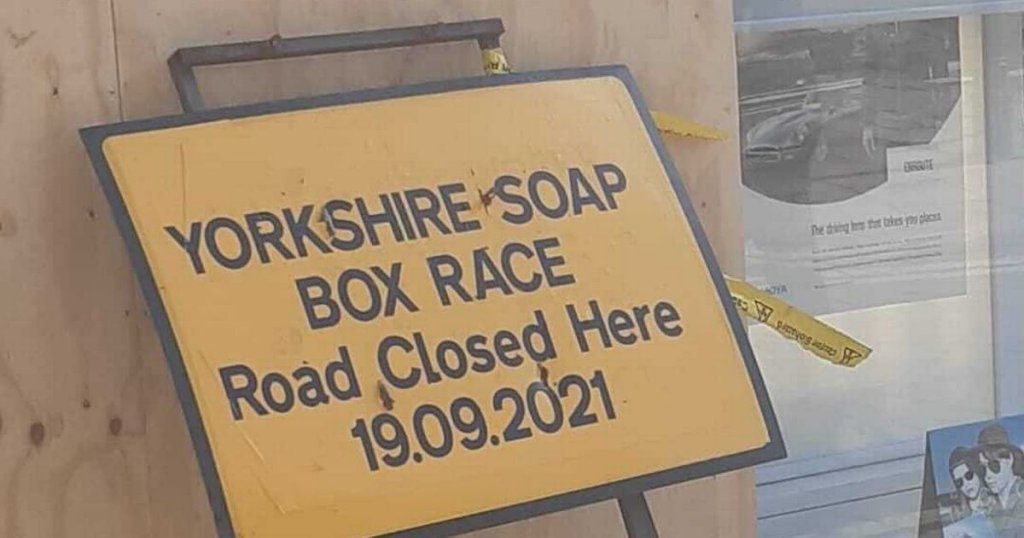 YORKSHIRE SOAP
BOX RACE
Road Closed Here
19.09.2021
The driving lens that takes you places